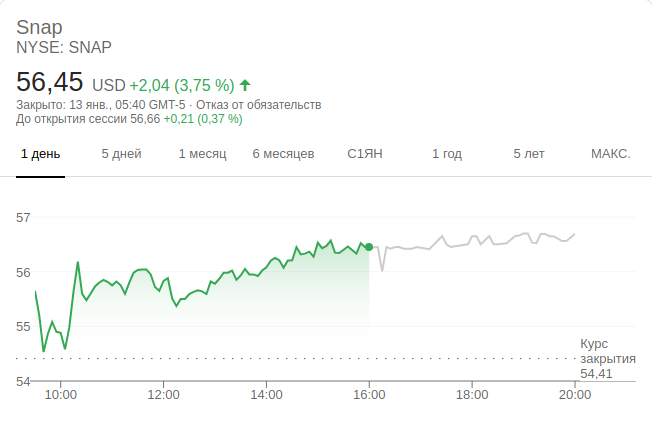 Snap
NYSE: SNAP
56,45 USD +2,04 (3,75 %)
Закрыто: 13 янв., 05:40 GMT-5 · Отказ от обязательств
До открытия сессии 56,66 +0,21 (0,37 %)
1 день 5 дней 1 месяц 6 месяцев С1ЯН 1 год 5 лет МАКС.
57
56
55
Курс
закрытия
54,41
54
10:00 12:00 14:00 16:00 18:00 20:00